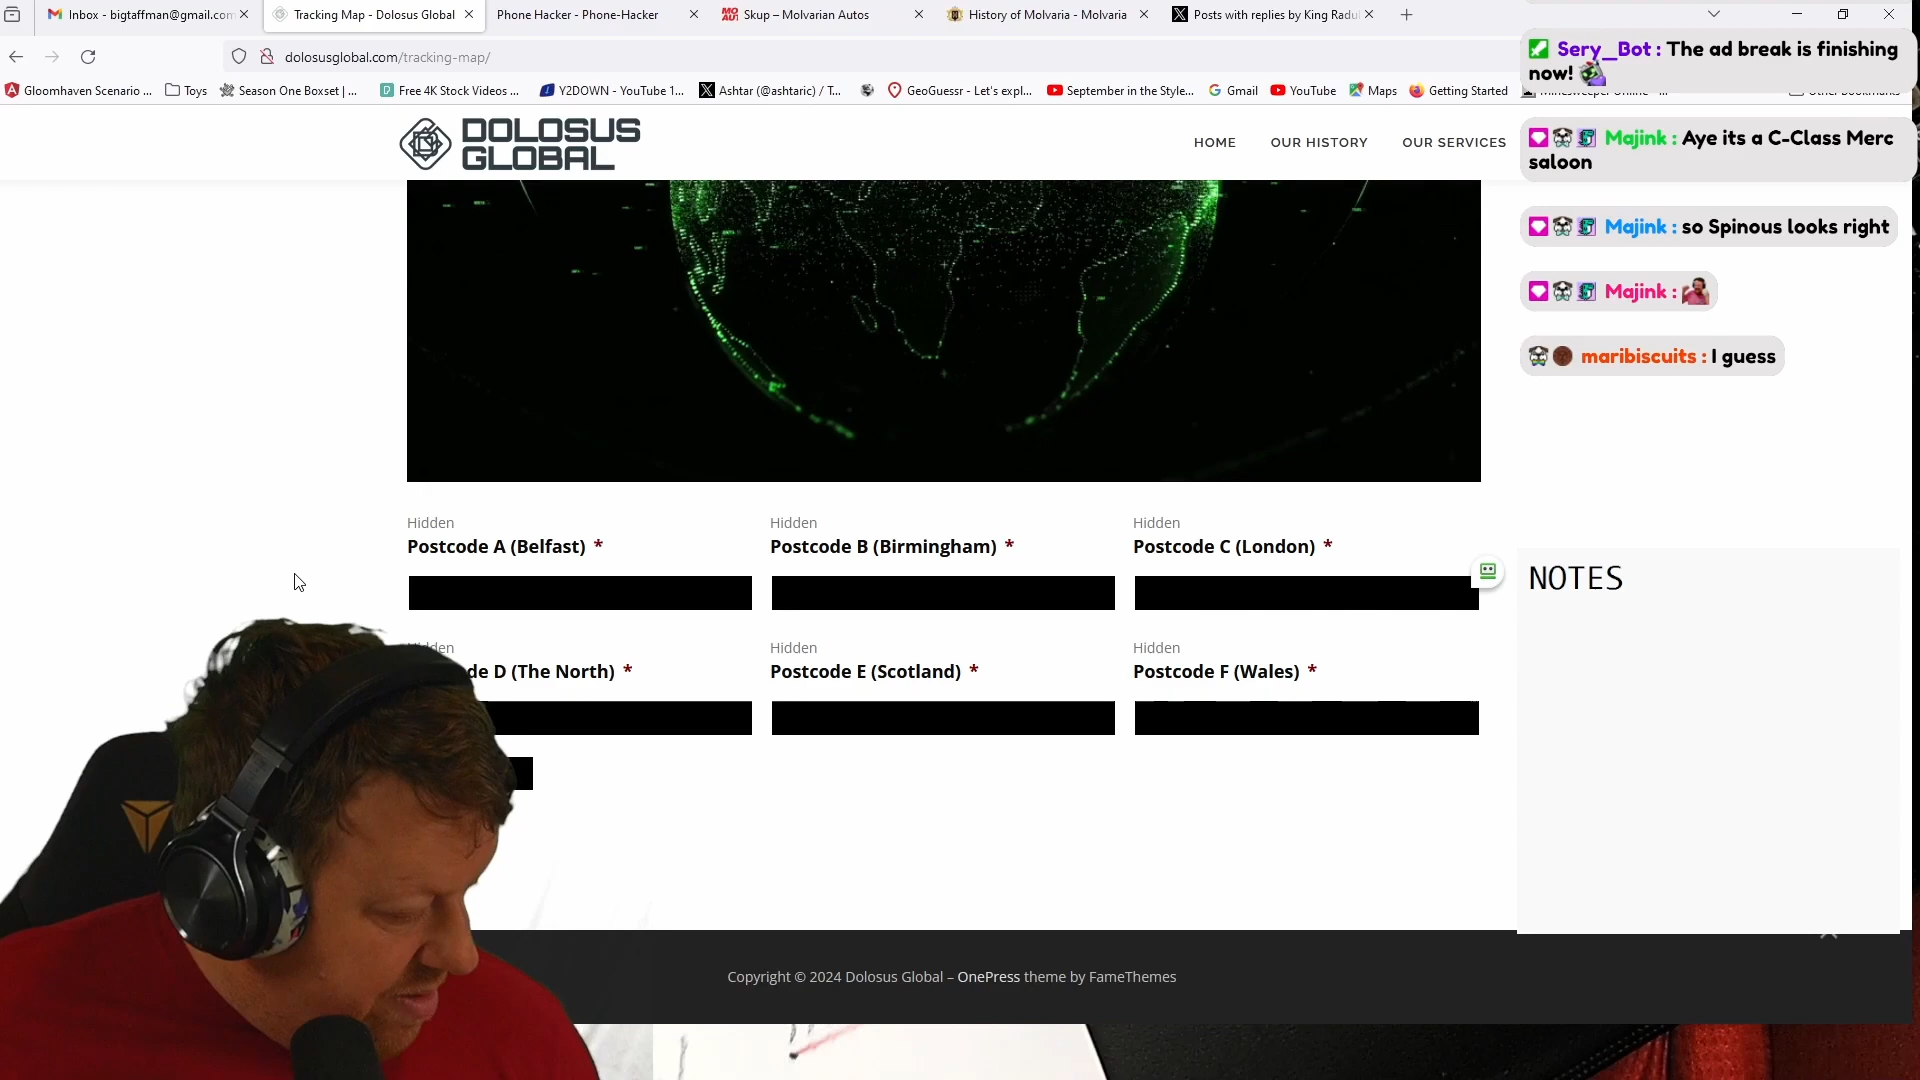 Inbox - bigtaffman@gmail.com
Tracking Map - Dolosus Global
Phone Hacker - Phone-Hacker
Skup – Molvarian Autos
History of Molvaria - Molvaria
Posts with replies by King Radu
dolosusglobal.com/tracking-map/
Gloomhaven Scenario ...
Toys
Season One Boxset | ...
Free 4K Stock Videos ...
Y2DOWN - YouTube 1...
Ashtar (@ashtaric) / T...
GeoGuessr - Let's expl...
September in the Style...
Gmail
YouTube
Maps
Getting Started
DOLOSUS
GLOBAL
HOME
OUR HISTORY
OUR SERVICES
Sery_Bot : The ad break is finishing
now!
Majink : Aye its a C-Class Merc
saloon
Majink : so Spinous looks right
Majink :
maribiscuits : I guess
Hidden
Postcode A (Belfast) *
Hidden
Postcode B (Birmingham) *
Hidden
Postcode C (London) *
de D (The North) *
Hidden
Postcode E (Scotland) *
Hidden
Postcode F (Wales) *
NOTES
Copyright © 2024 Dolosus Global – OnePress theme by FameThemes